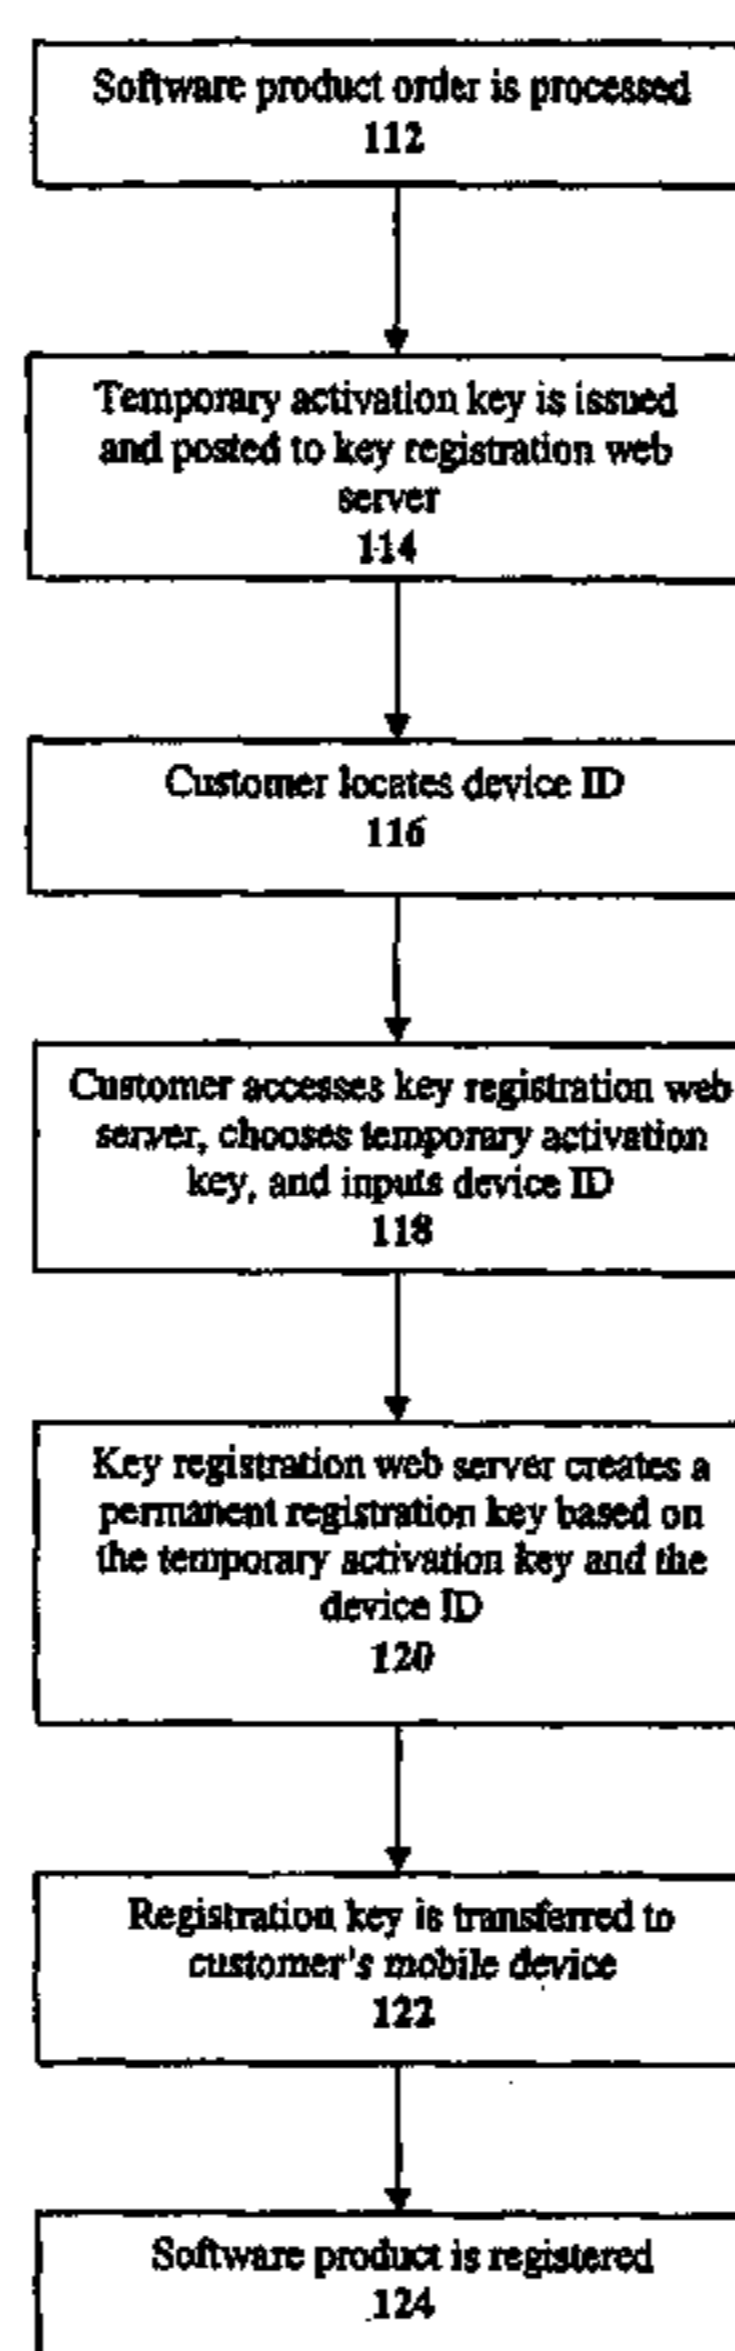 Software product order is processed
112
Temporary activation key is issued
and posted to key registration web
server
114
Customer locates device ID
116
Customer accesses key registration web
server, chooses temporary activation
key, and inputs device ID
118
Key registration web server creates a
permanent registration key based on
the temporary activation key and the
device ID
120
Registration key is transferred to
customer's mobile device
122
Software product is registered
124